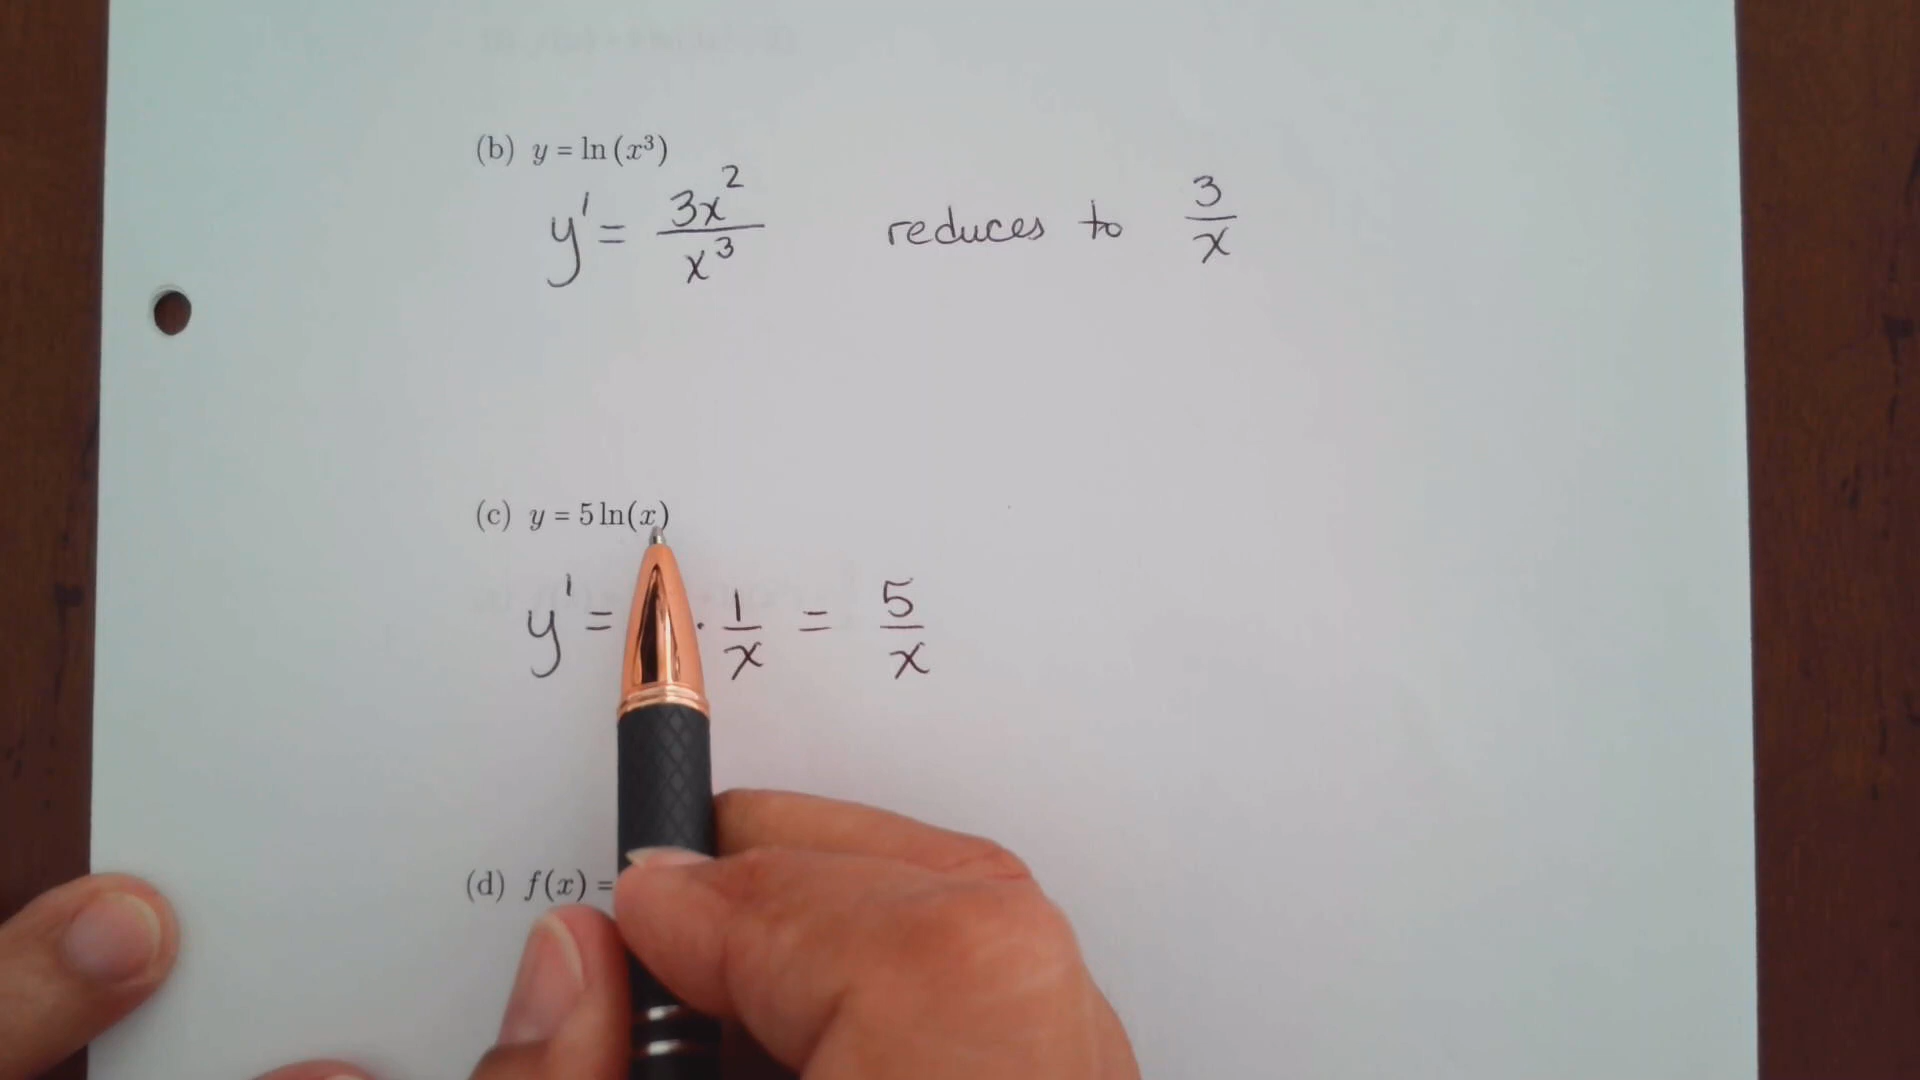 (b) y = ln (x³)
y' = 3x²/x³ reduces to 3/x
(c) y = 5 ln(x)
y' = · 1/x = 5/x
(d) f(x) =